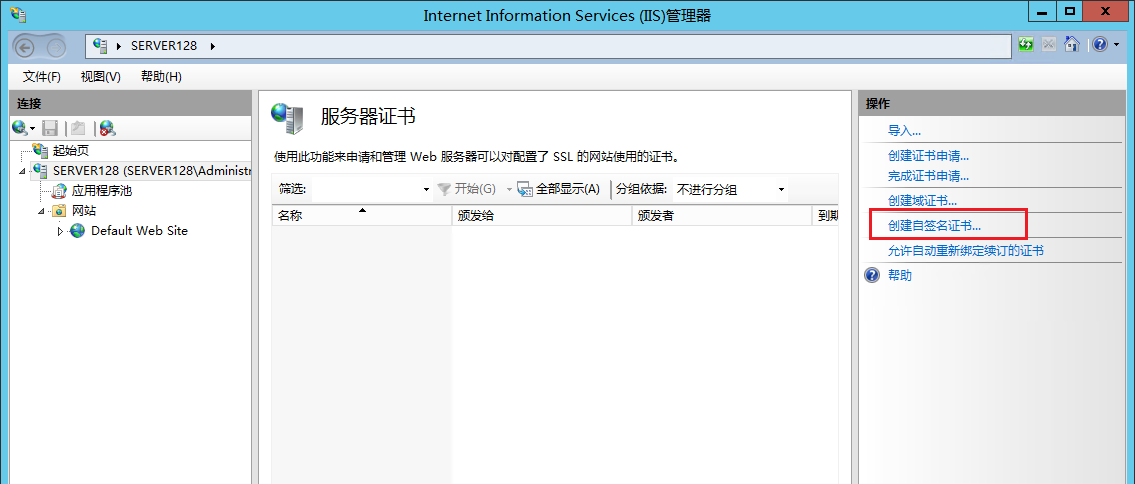 Internet Information Services (IIS)管理器
SERVER128
文件(F) 视图(V) 帮助(H)
连接
起始页
SERVER128 (SERVER128\Administr
应用程序池
网站
Default Web Site
服务器证书
使用此功能来申请和管理 Web 服务器可以对配置了 SSL 的网站使用的证书。
筛选: 开始(G) 全部显示(A) 分组依据: 不进行分组
名称 颁发给 颁发者 到期
操作
导入...
创建证书申请...
完成证书申请...
创建域证书...
创建自签名证书...
允许自动重新绑定续订的证书
帮助